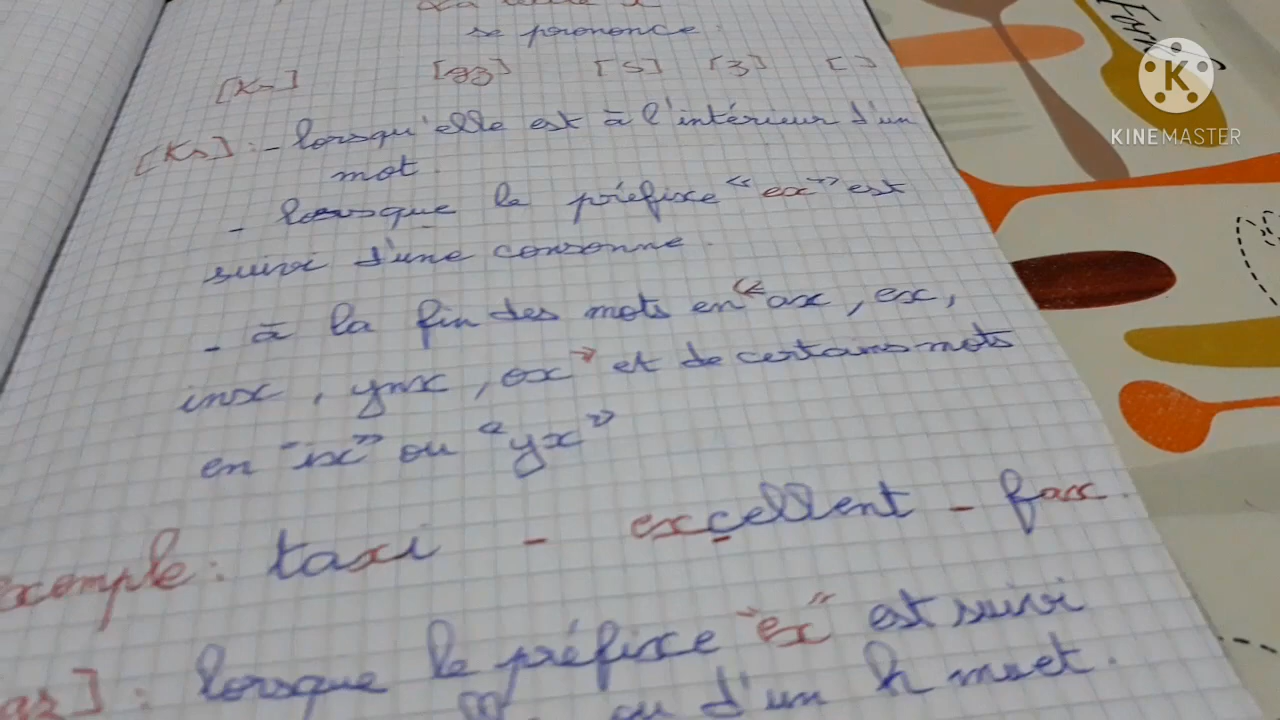 se prononce :
[Ks] [gz] [s] [z] [ ]
[Ks] : - lorsqu'elle est à l'intérieur d'un
mot.
- lorsque le préfixe "ex" est
suivi d'une consonne.
- à la fin des mots en "ax, ex,
inx, ynx, ox" et de certains mots
en "ix" ou "yx"
exemple : taxi - excellent - fax.
gz] : lorsque le préfixe "ex" est suivi
ou d'un h muet.
Fork
K
KINEMASTER